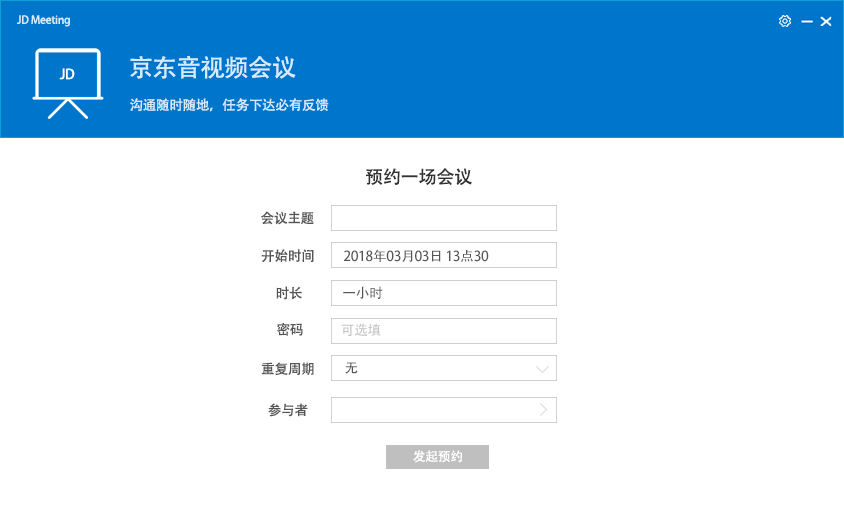 JD Meeting
JD
京东音视频会议
沟通随时随地，任务下达必有反馈
预约一场会议
会议主题
开始时间 2018年03月03日 13点30
时长 一小时
密码 可选填
重复周期 无
参与者
发起预约